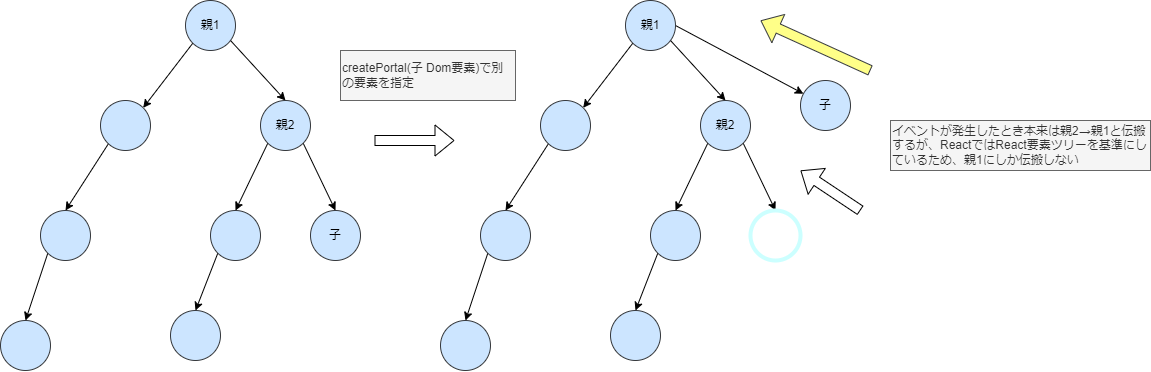 親1
親1
createPortal(子 Dom要素)で別
の要素を指定
子
親2
親2
イベントが発生したとき本来は親2→親1と伝搬
するが、ReactではReact要素ツリーを基準にし
ているため、親1にしか伝搬しない
子